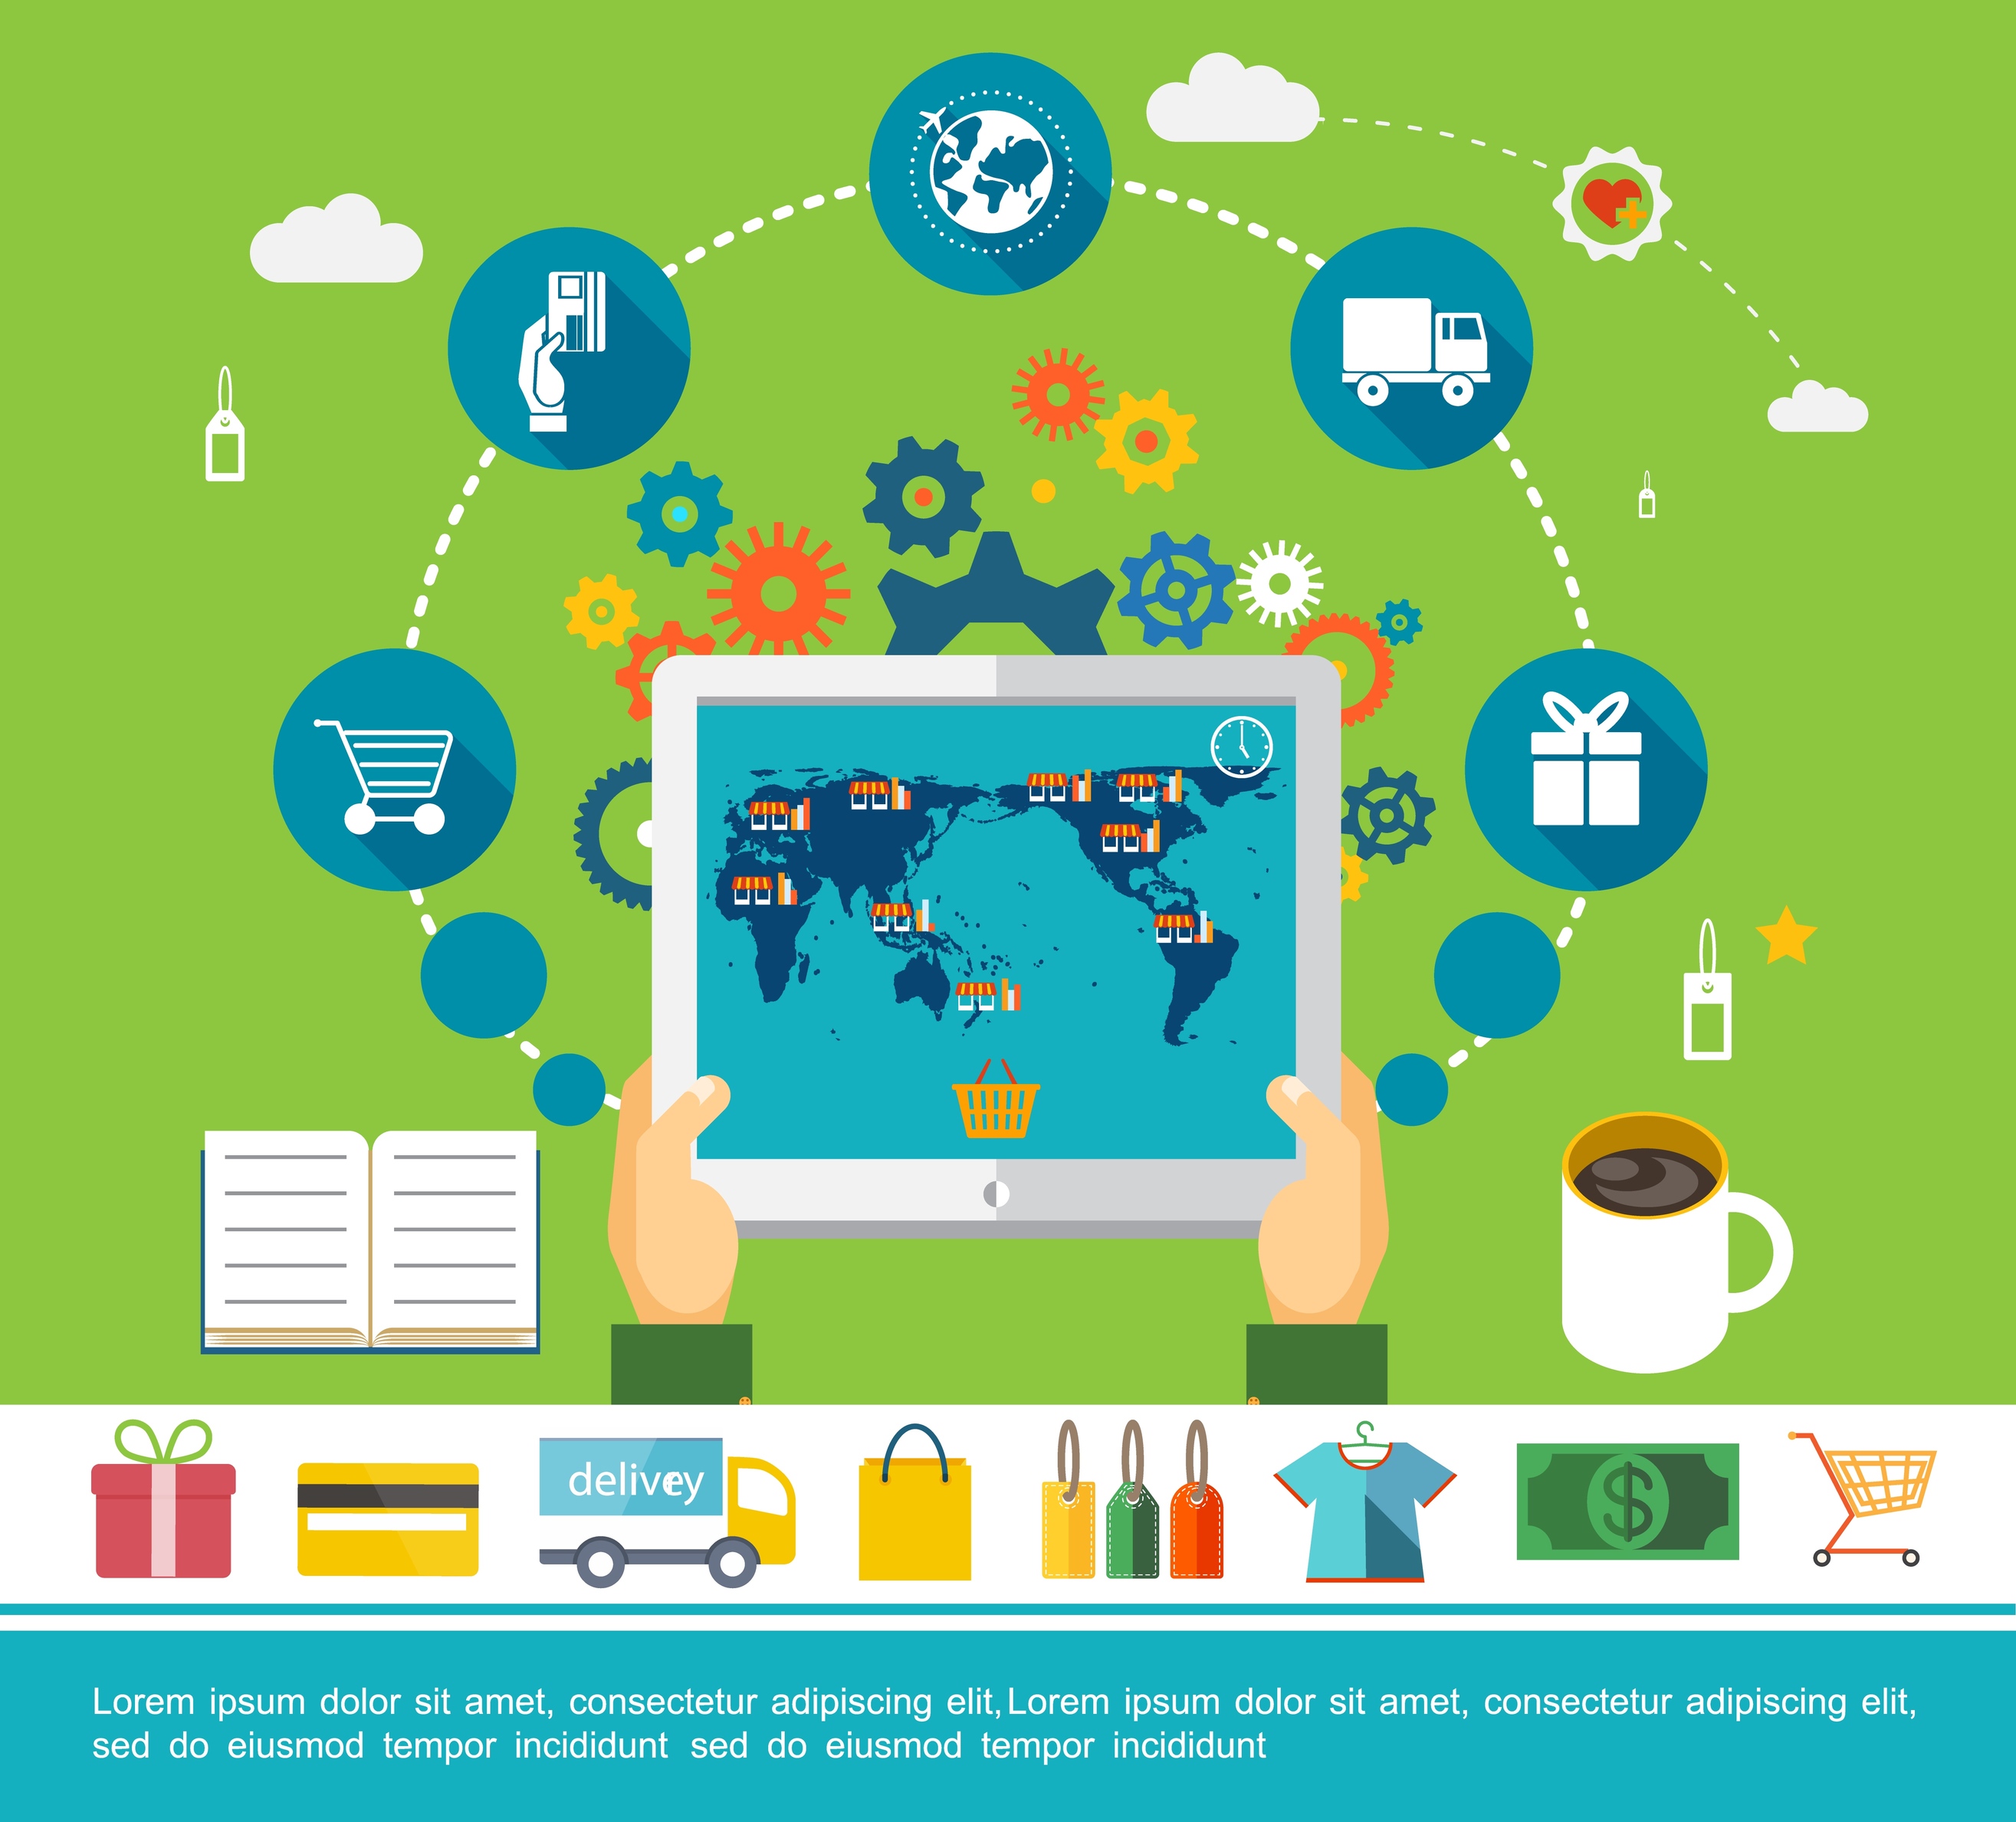 delivey
Lorem ipsum dolor sit amet, consectetur adipiscing elit,Lorem ipsum dolor sit amet, consectetur adipiscing elit,
sed do eiusmod tempor incididunt sed do eiusmod tempor incididunt